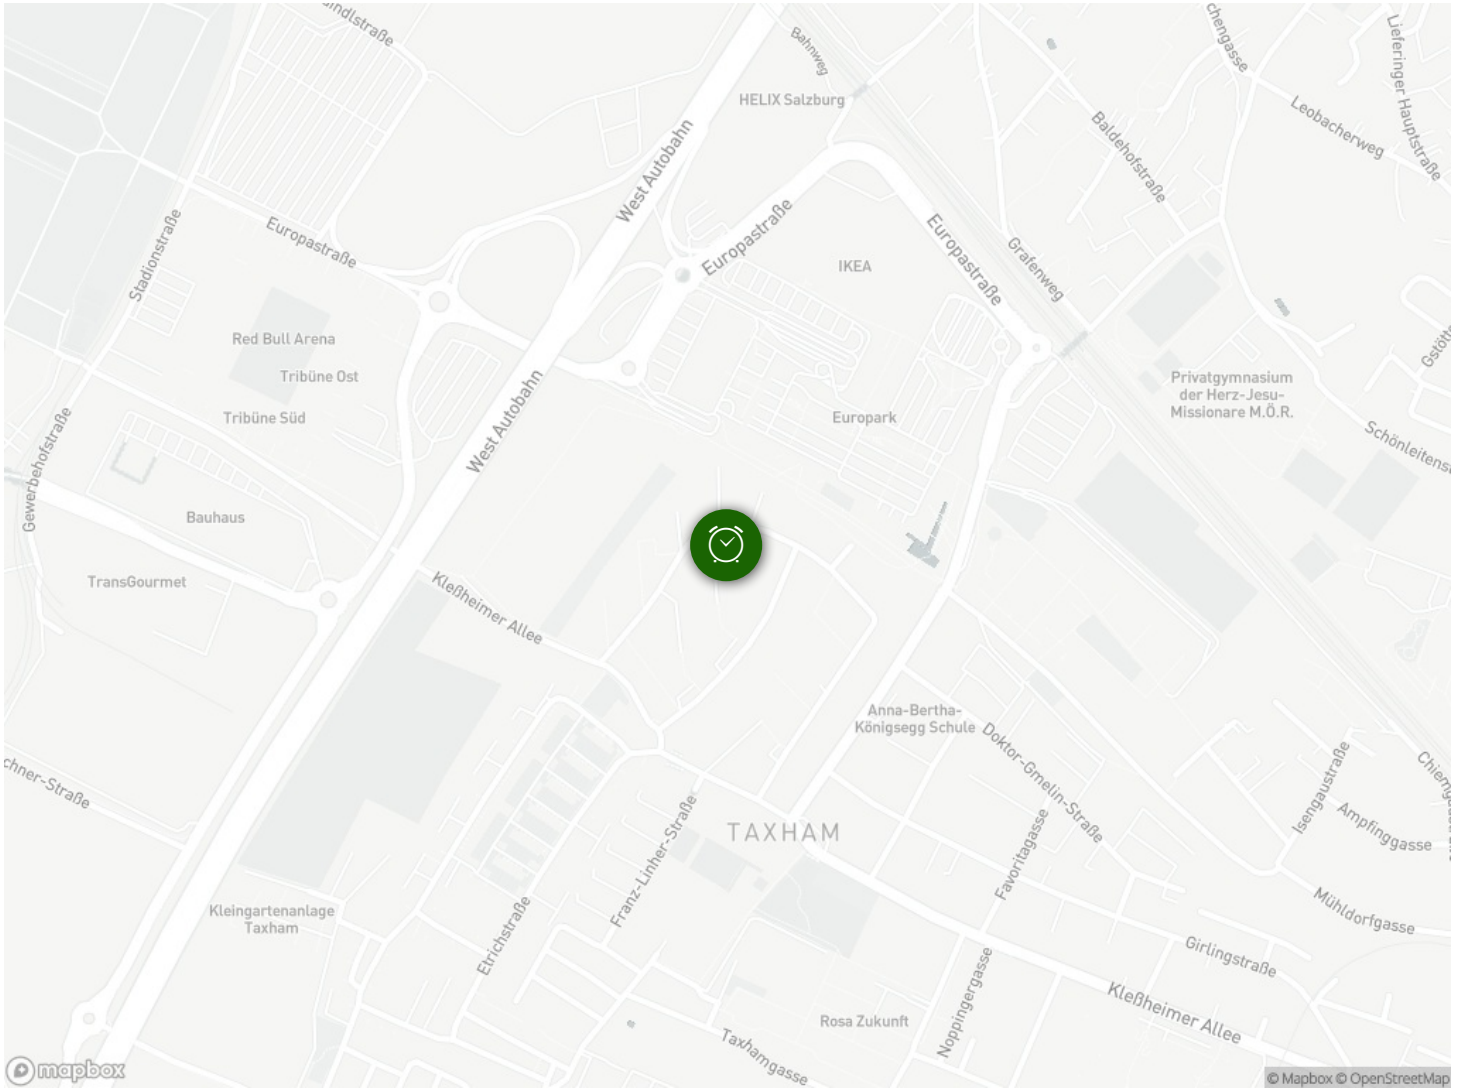 Bahnweg
HELIX Salzburg
Leobacherweg
Lieferinger Hauptstraße
Baldehofstraße
West Autobahn
Europastraße
Europastraße
Europastraße
Stadionstraße
Grafenweg
IKEA
Red Bull Arena
Tribüne Ost
Tribüne Süd
Privatgymnasium
der Herz-Jesu-
Missionare M.Ö.R.
Europark
West Autobahn
Gewerbehofstraße
Bauhaus
TransGourmet
Kleßheimer Allee
Anna-Bertha-
Königsegg Schule
Doktor-Gmelin-Straße
chner-Straße
Isengaustraße
Ampfinggasse
TAXHAM
Franz-Linher-Straße
Favoritagasse
Mühldorfgasse
Kleingartenanlage
Taxham
Etrichstraße
Girlingstraße
Noppingergasse
Kleßheimer Allee
Rosa Zukunft
Taxhamgasse
mapbox
© Mapbox © OpenStreetMap